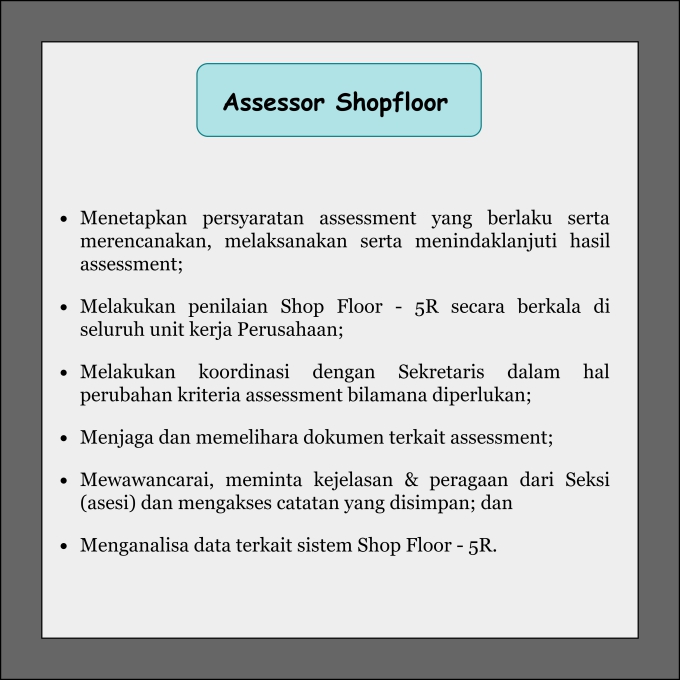 Assessor Shopfloor
• Menetapkan persyaratan assessment yang berlaku serta
merencanakan, melaksanakan serta menindaklanjuti hasil
assessment;
• Melakukan penilaian Shop Floor - 5R secara berkala di
seluruh unit kerja Perusahaan;
• Melakukan koordinasi dengan Sekretaris dalam hal
perubahan kriteria assessment bilamana diperlukan;
• Menjaga dan memelihara dokumen terkait assessment;
• Mewawancarai, meminta kejelasan & peragaan dari Seksi
(asesi) dan mengakses catatan yang disimpan; dan
• Menganalisa data terkait sistem Shop Floor - 5R.